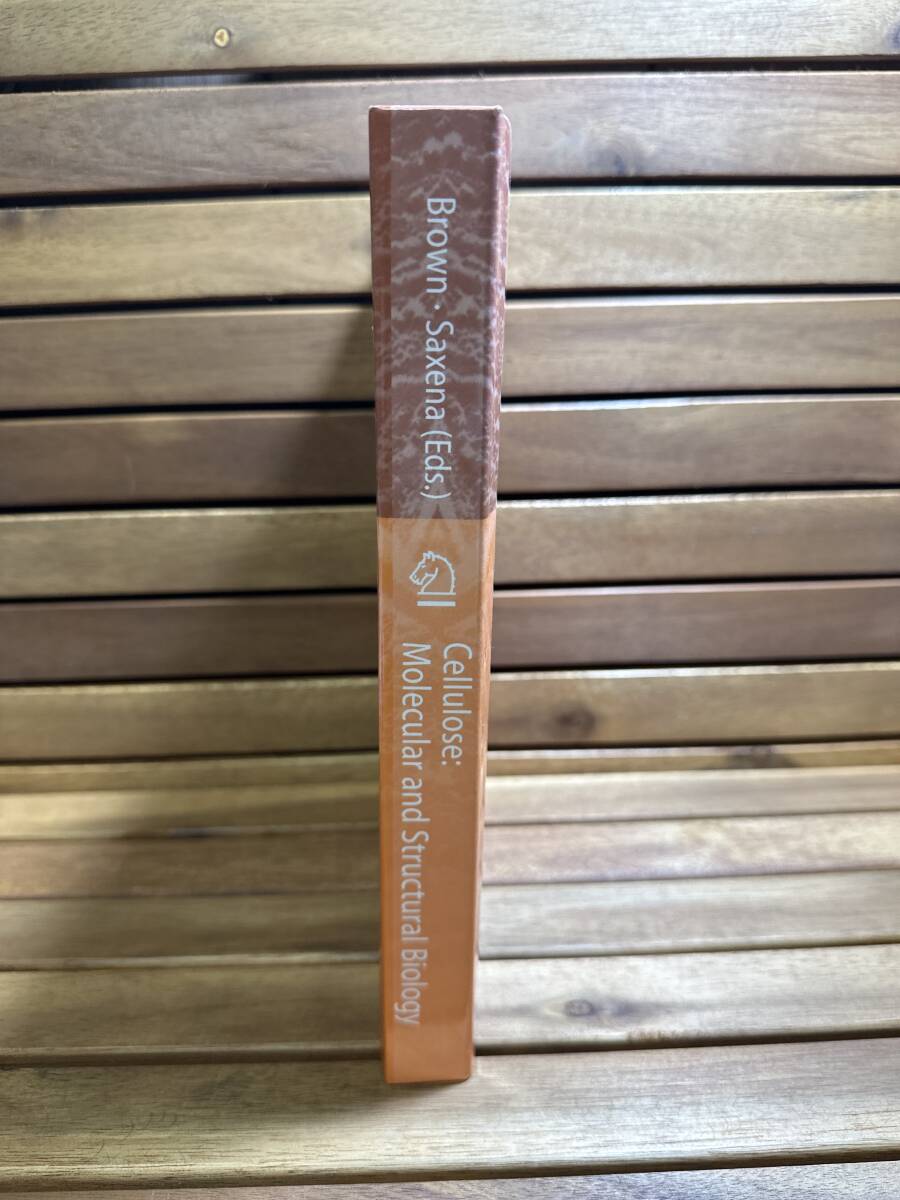 Brown · Saxena (Eds.)
Cellulose:
Molecular and Structural Biology